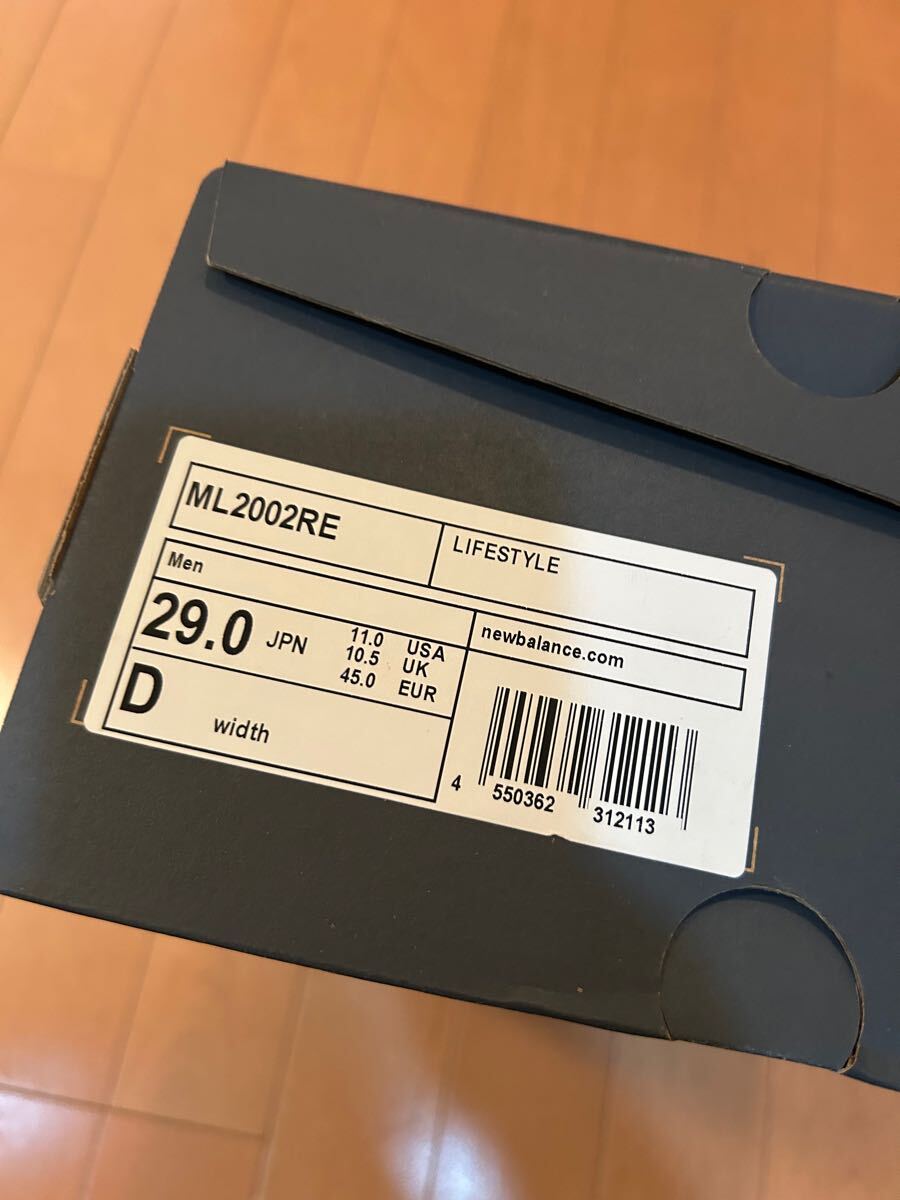 ML2002RE
LIFESTYLE
Men
29.0 JPN
11.0 USA
10.5 UK
45.0 EUR
D width
newbalance.com
4 550362 312113